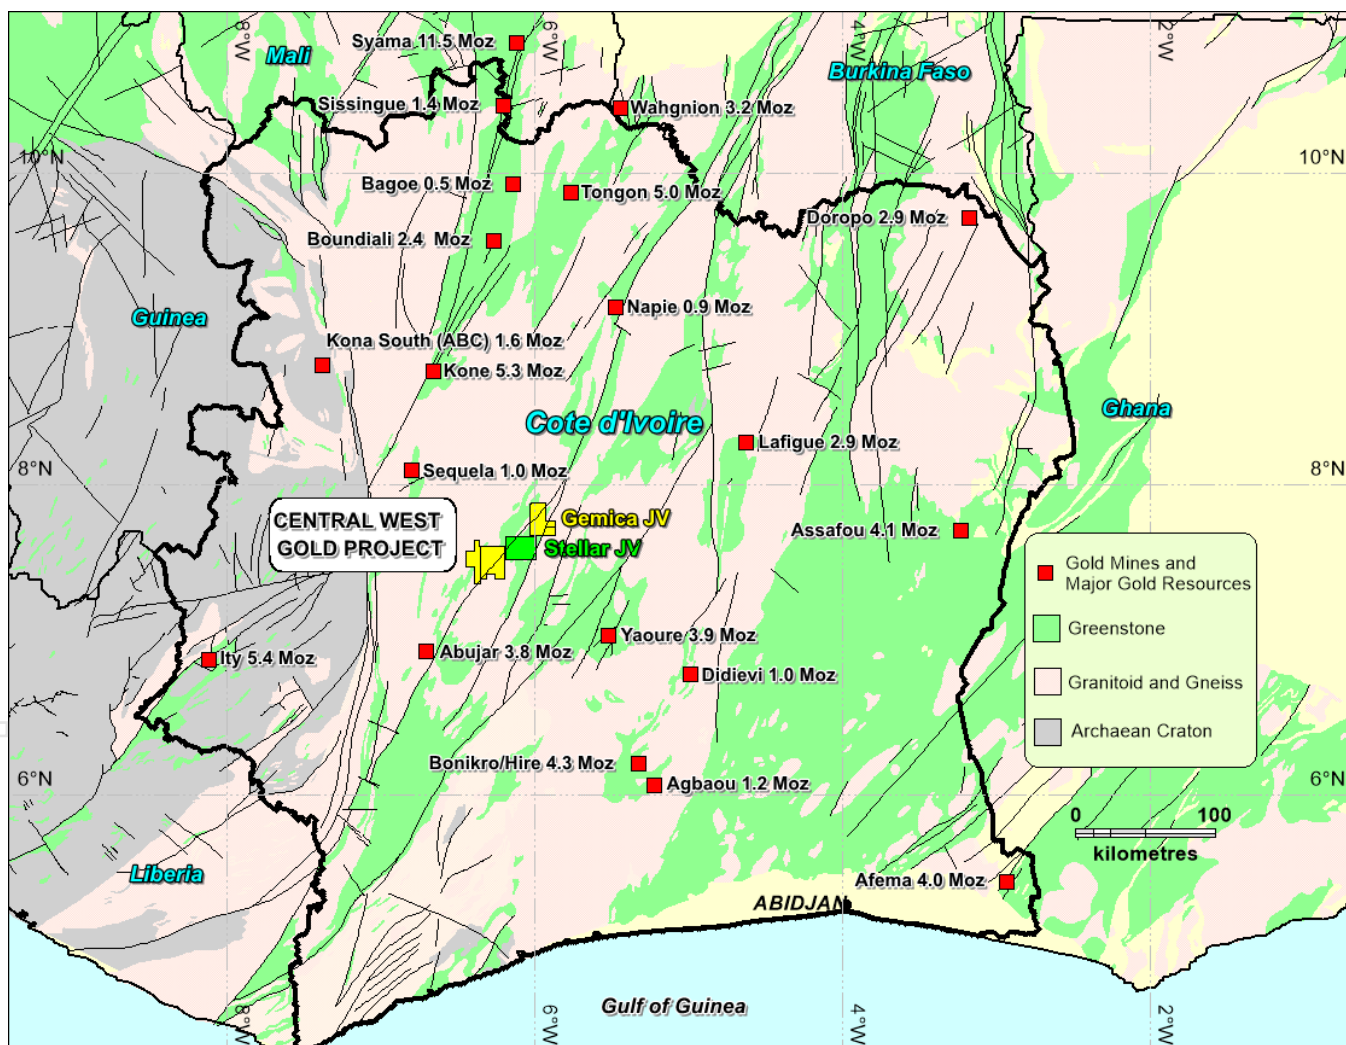 8°W
6°W
4°W
2°W
Syama 11.5 Moz
Mali
Burkina Faso
Sissingue 1.4 Moz
Wahgnion 3.2 Moz
10°N
10°N
Bagoe 0.5 Moz
Tongon 5.0 Moz
Doropo 2.9 Moz
Boundiali 2.4 Moz
Guinea
Napie 0.9 Moz
Kona South (ABC) 1.6 Moz
Kone 5.3 Moz
Cote d'Ivoire
Ghana
Lafigue 2.9 Moz
8°N
8°N
Sequela 1.0 Moz
CENTRAL WEST
GOLD PROJECT
Gemica JV
Stellar JV
Assafou 4.1 Moz
Gold Mines and
Major Gold Resources
Greenstone
Granitoid and Gneiss
Archaean Craton
Yaoure 3.9 Moz
Abujar 3.8 Moz
Ity 5.4 Moz
Didievi 1.0 Moz
Bonikro/Hire 4.3 Moz
Agbaou 1.2 Moz
6°N
6°N
0 100
kilometres
Liberia
Afema 4.0 Moz
ABIDJAN
Gulf of Guinea
8°W
6°W
4°W
2°W